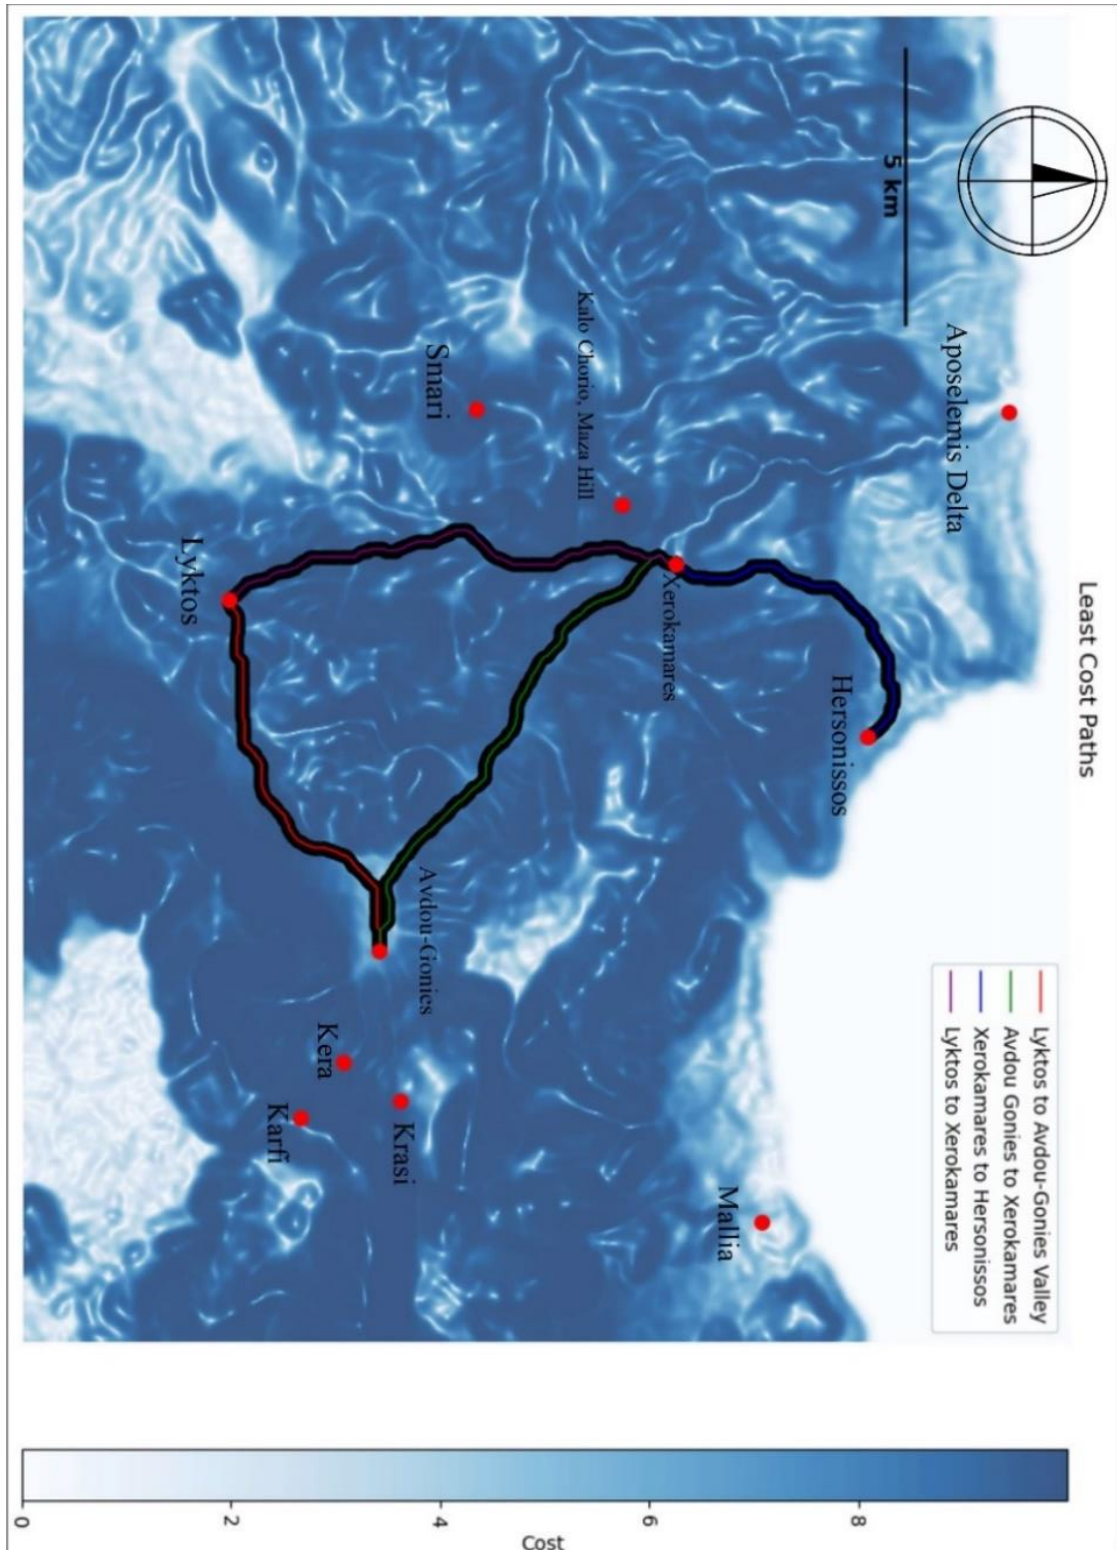 Least Cost Paths
Lyktos to Avdou-Gonies Valley
Avdou Gonies to Xerokamares
Xerokamares to Hersonissos
Lyktos to Xerokamares
5 km
Aposelemis Delta
Hersonissos
Mallia
Xerokamares
Kalo Chorio, Maza Hill
Smari
Avdou-Gonies
Krasi
Kera
Karfi
Lyktos
0
2
4
6
8
Cost